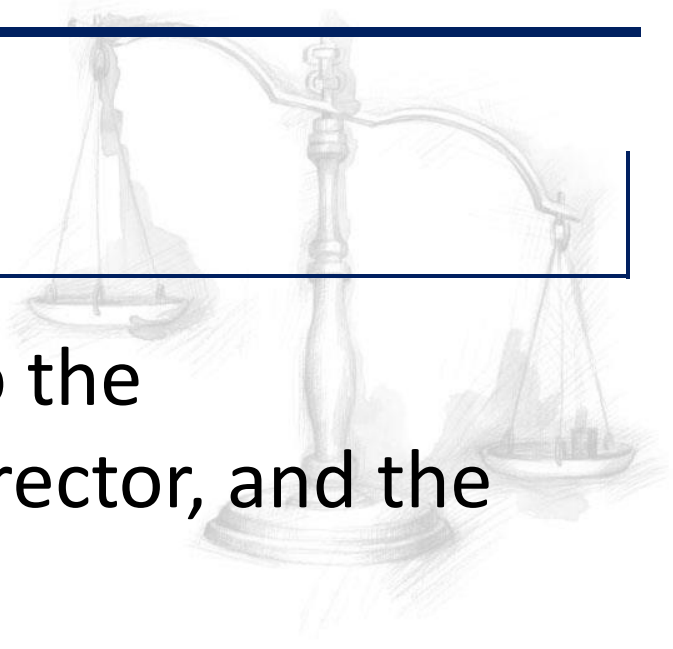 the
rector, and the